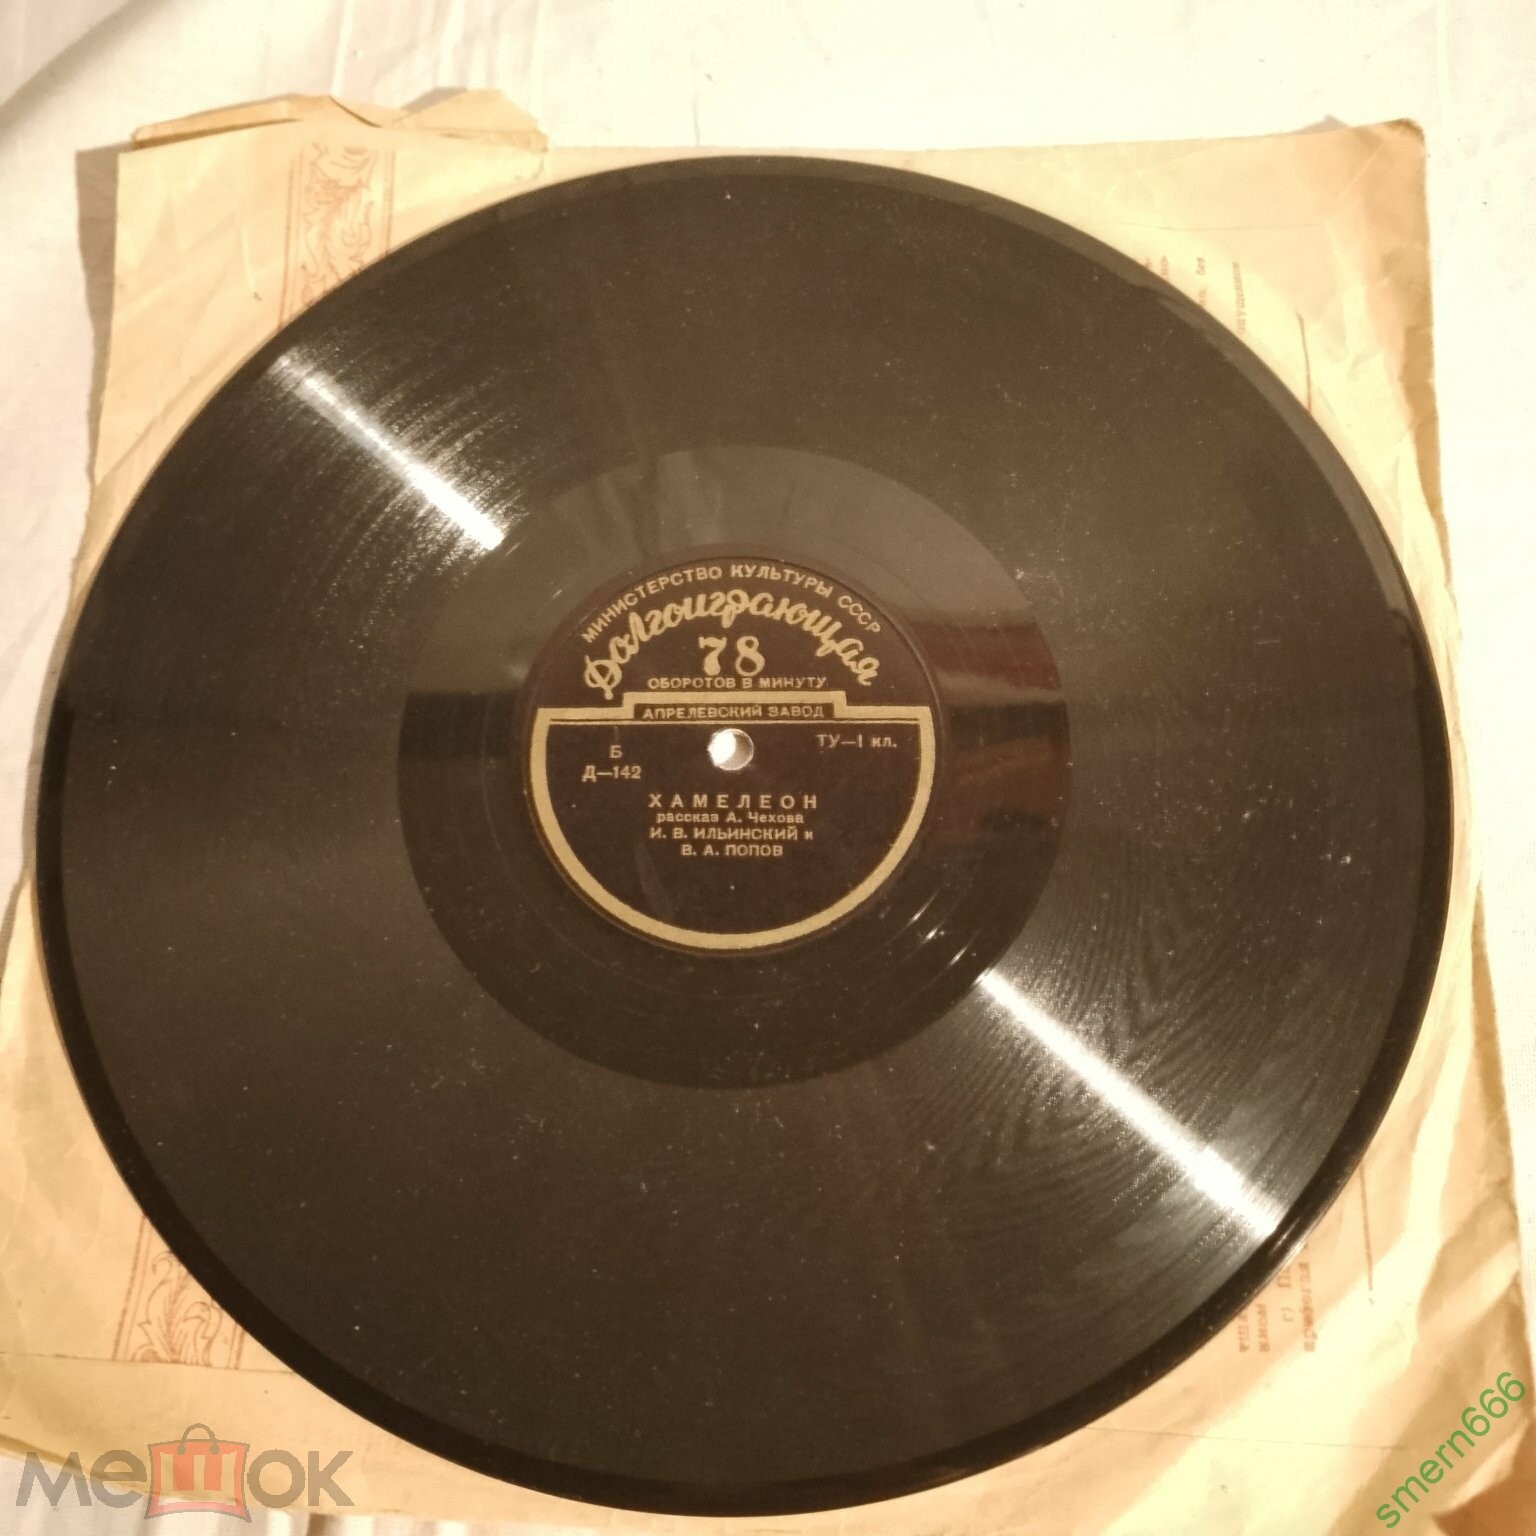 МИНИСТЕРСТВО КУЛЬТУРЫ СССР
Долгоиграющая
78
ОБОРОТОВ В МИНУТУ
АПРЕЛЕВСКИЙ ЗАВОД
Б
Д—142
ТУ—1 кл.
ХАМЕЛЕОН
рассказ А. Чехова
И. В. ИЛЬИНСКИЙ и
В. А. ПОПОВ
мешок
smern666